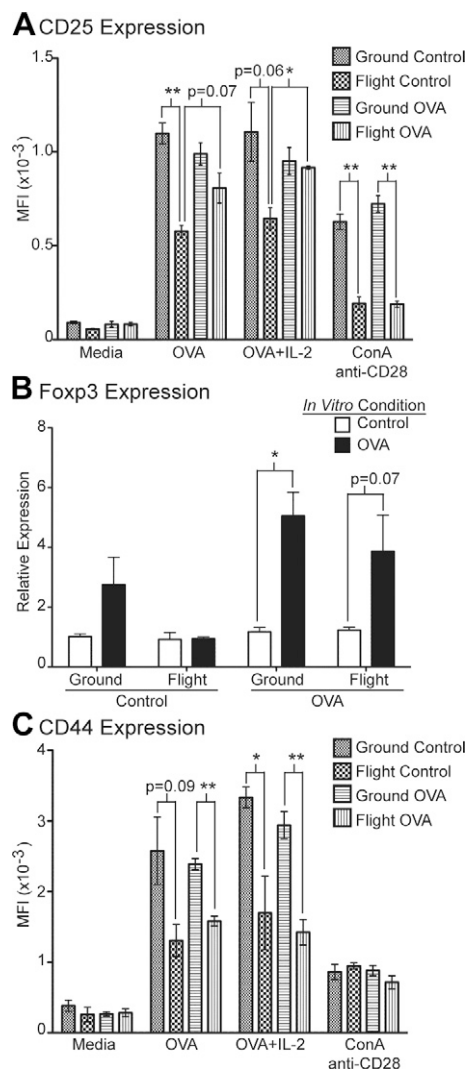 A CD25 Expression
Ground Control
Flight Control
Ground OVA
Flight OVA
MFI (x10⁻³)
1.5
1.0
0.5
0
** p=0.07
p=0.06 *
** **
Media OVA OVA+IL-2 ConA
anti-CD28
B Foxp3 Expression
In Vitro Condition
Control
OVA
Relative Expression
8
6
4
2
0
*
p=0.07
Ground Flight Ground Flight
Control OVA
C CD44 Expression
Ground Control
Flight Control
Ground OVA
Flight OVA
MFI (x10⁻³)
4
3
2
1
0
p=0.09 **
* **
Media OVA OVA+IL-2 ConA
anti-CD28